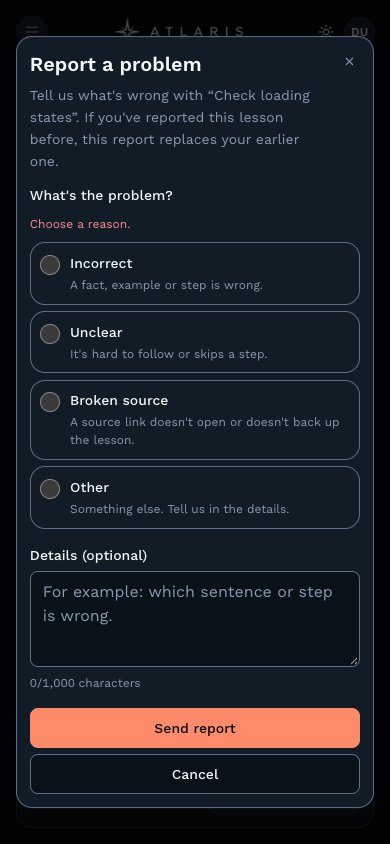 ATLARIS
DU
Report a problem
×
Tell us what's wrong with “Check loading
states”. If you've reported this lesson
before, this report replaces your earlier
one.
What's the problem?
Choose a reason.
Incorrect
A fact, example or step is wrong.
Unclear
It's hard to follow or skips a step.
Broken source
A source link doesn't open or doesn't back up
the lesson.
Other
Something else. Tell us in the details.
Details (optional)
For example: which sentence or step
is wrong.
0/1,000 characters
Send report
Cancel